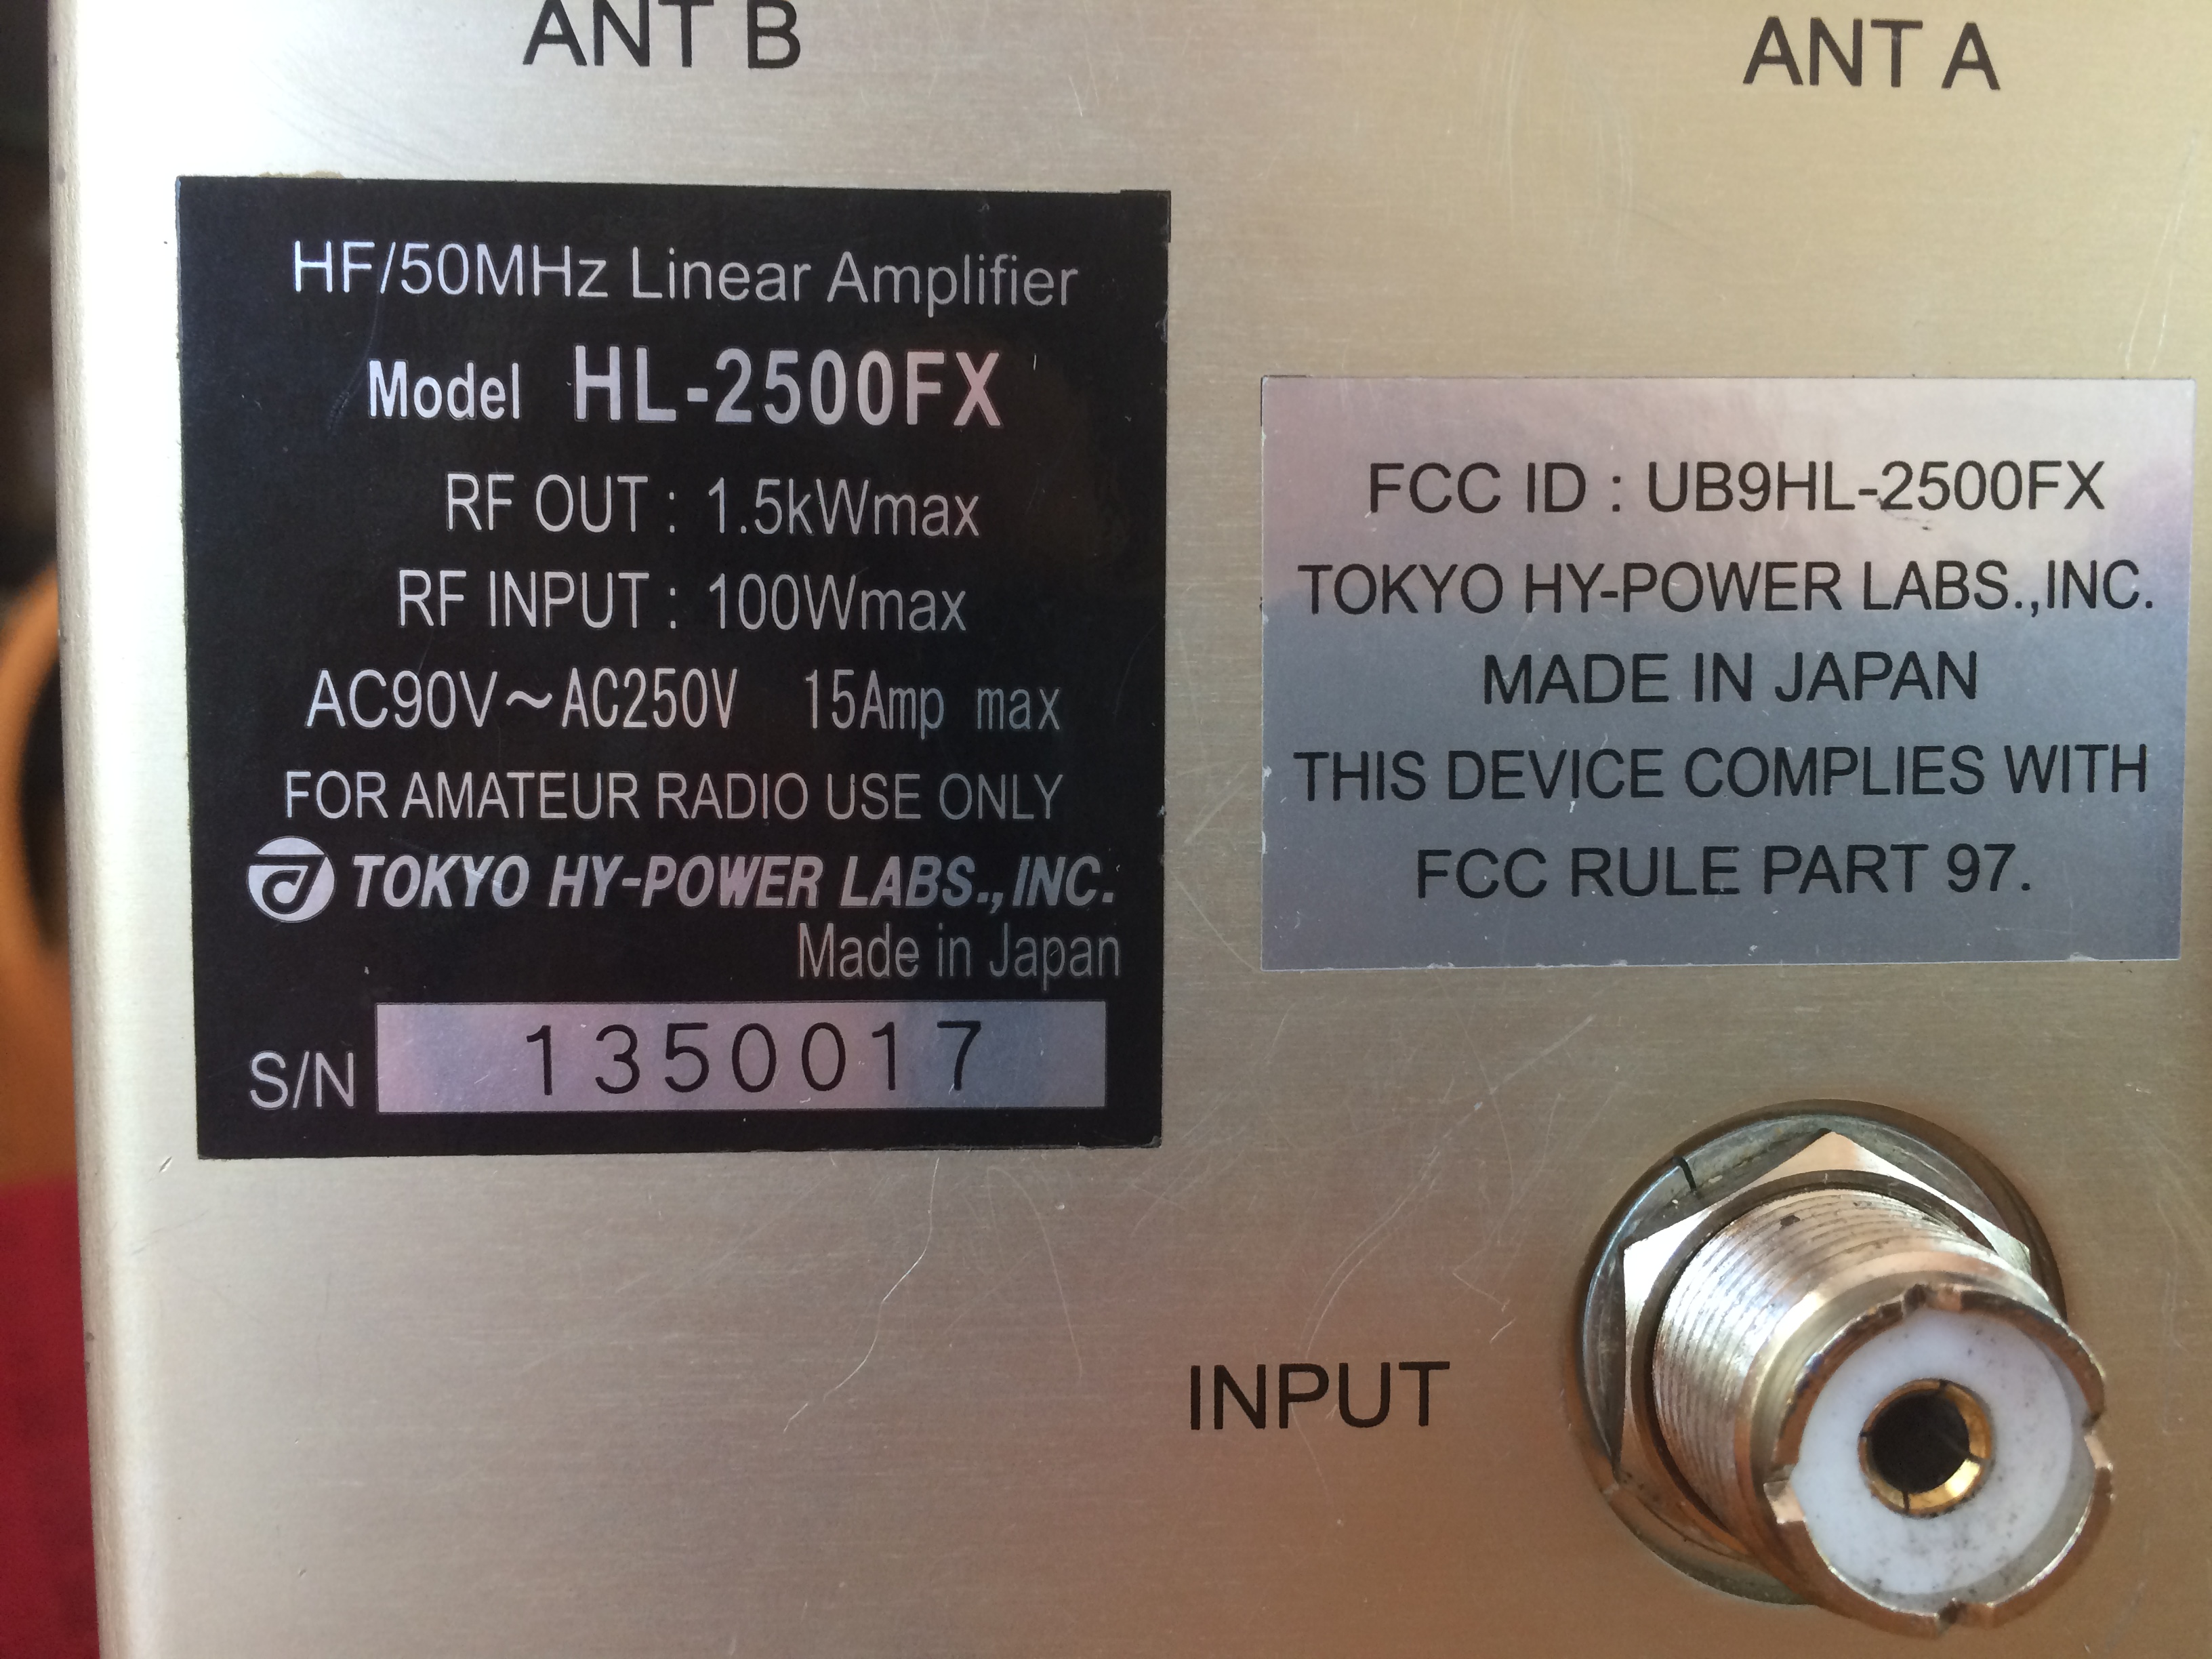 ANT B
ANT A
HF/50MHz Linear Amplifier
Model HL-2500FX
RF OUT : 1.5kWmax
RF INPUT : 100Wmax
AC90V～AC250V 15Amp max
FOR AMATEUR RADIO USE ONLY
TOKYO HY-POWER LABS.,INC.
Made in Japan
S/N 1350017
FCC ID : UB9HL-2500FX
TOKYO HY-POWER LABS.,INC.
MADE IN JAPAN
THIS DEVICE COMPLIES WITH
FCC RULE PART 97.
INPUT